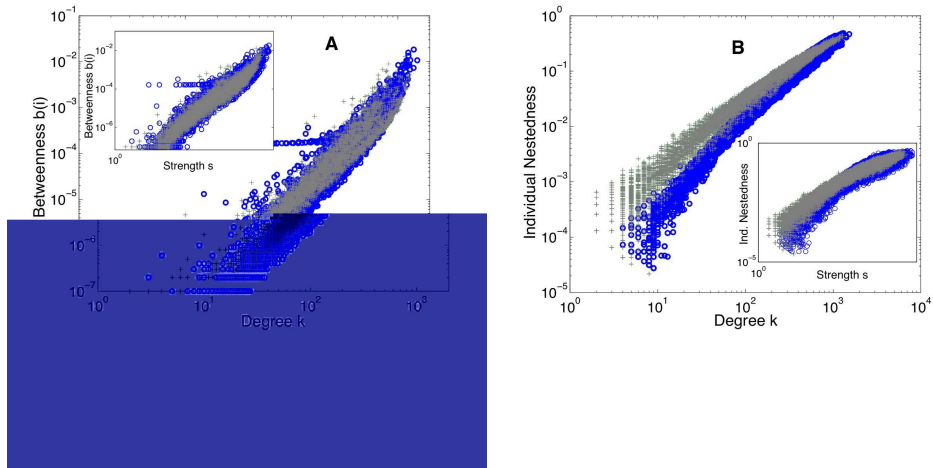 A
10^-1
10^-2
10^-3
10^-4
10^-5
10^-6
10^-7
Betweenness b(i)
10^0
10^1
10^2
10^3
Degree k
10^-2
10^-4
10^-6
Betweenness b(i)
10^0
Strength s
B
10^0
10^-1
10^-2
10^-3
10^-4
10^-5
Individual Nestedness
10^0
10^1
10^2
10^3
10^4
Degree k
10^0
10^-5
Ind. Nestedness
10^0
Strength s